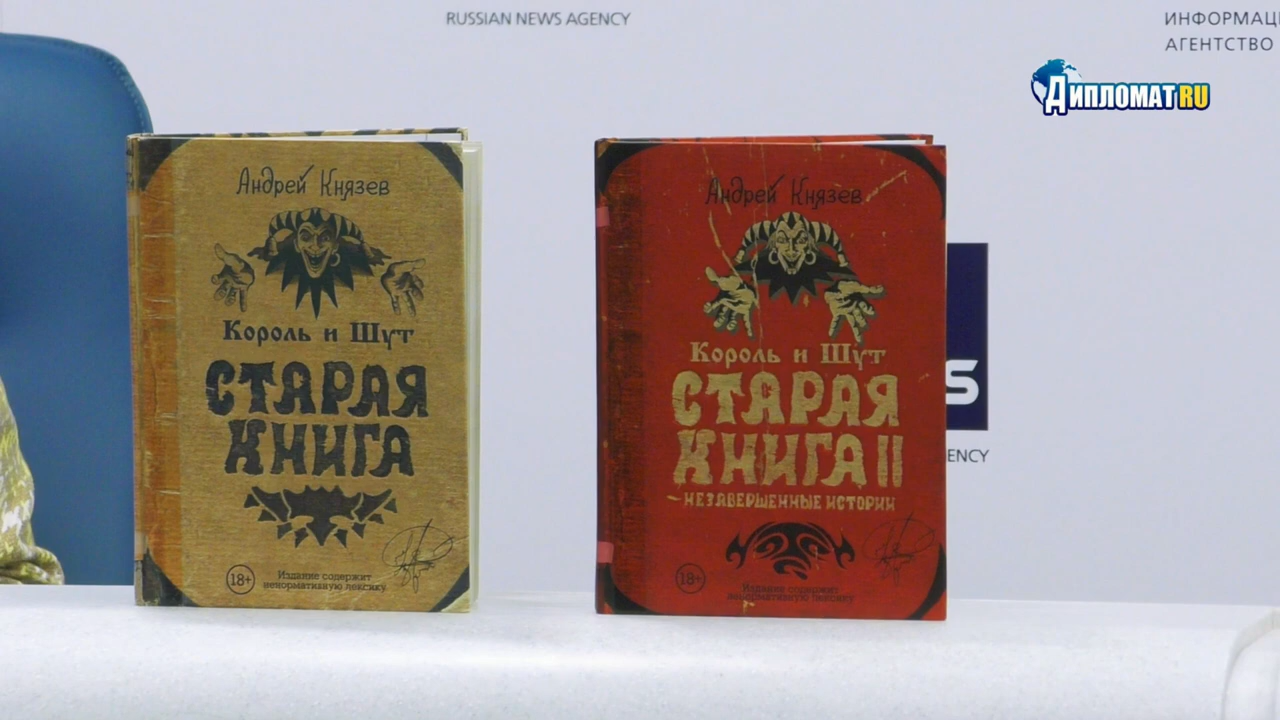 RUSSIAN NEWS AGENCY
ИНФОРМАЦ
АГЕНТСТВО
ДИПЛОМАТRU
Андрей Князев
Король и Шут
СТАРАЯ
КНИГА
18+
Издание содержит
ненормативную лексику
Андрей Князев
Король и Шут
СТАРАЯ
КНИГА II
НЕЗАВЕРШЕННЫЕ ИСТОРИИ
18+
Издание содержит
ненормативную лексику
S
ENCY